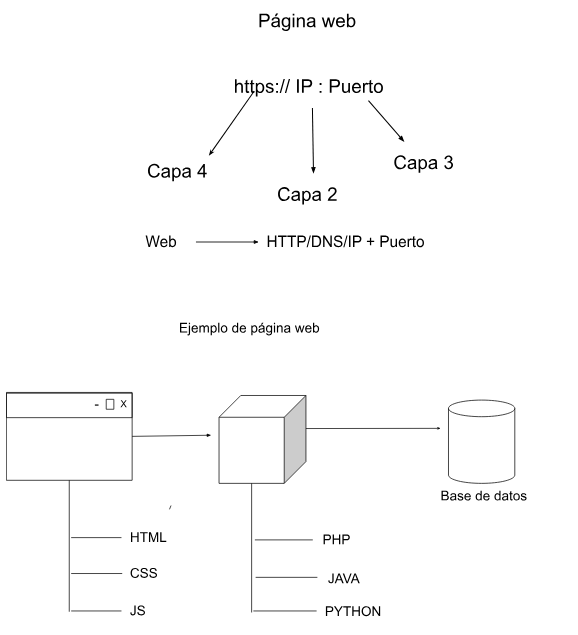 Página web
https:// IP : Puerto
Capa 4
Capa 2
Capa 3
Web
HTTP/DNS/IP + Puerto
Ejemplo de página web
- □ X
Base de datos
HTML
CSS
JS
PHP
JAVA
PYTHON